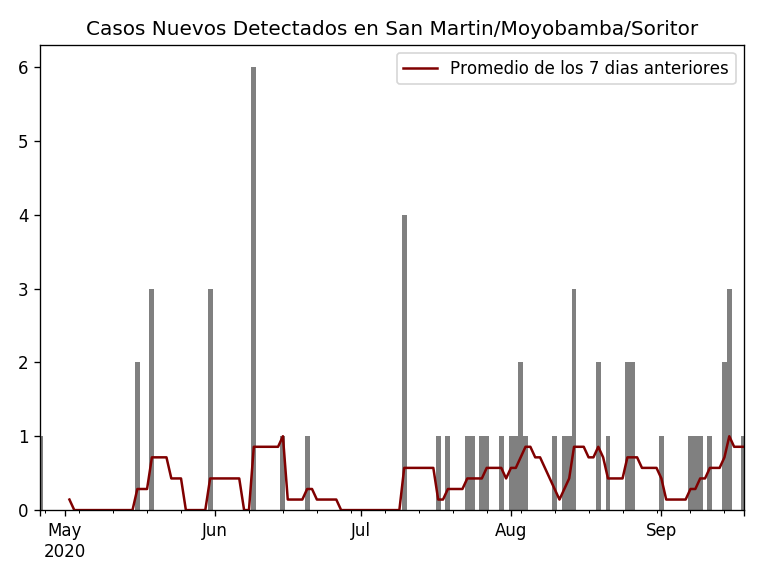 Casos Nuevos Detectados en San Martin/Moyobamba/Soritor
Promedio de los 7 dias anteriores
6
5
4
3
2
1
0
May Jun Jul Aug Sep
2020